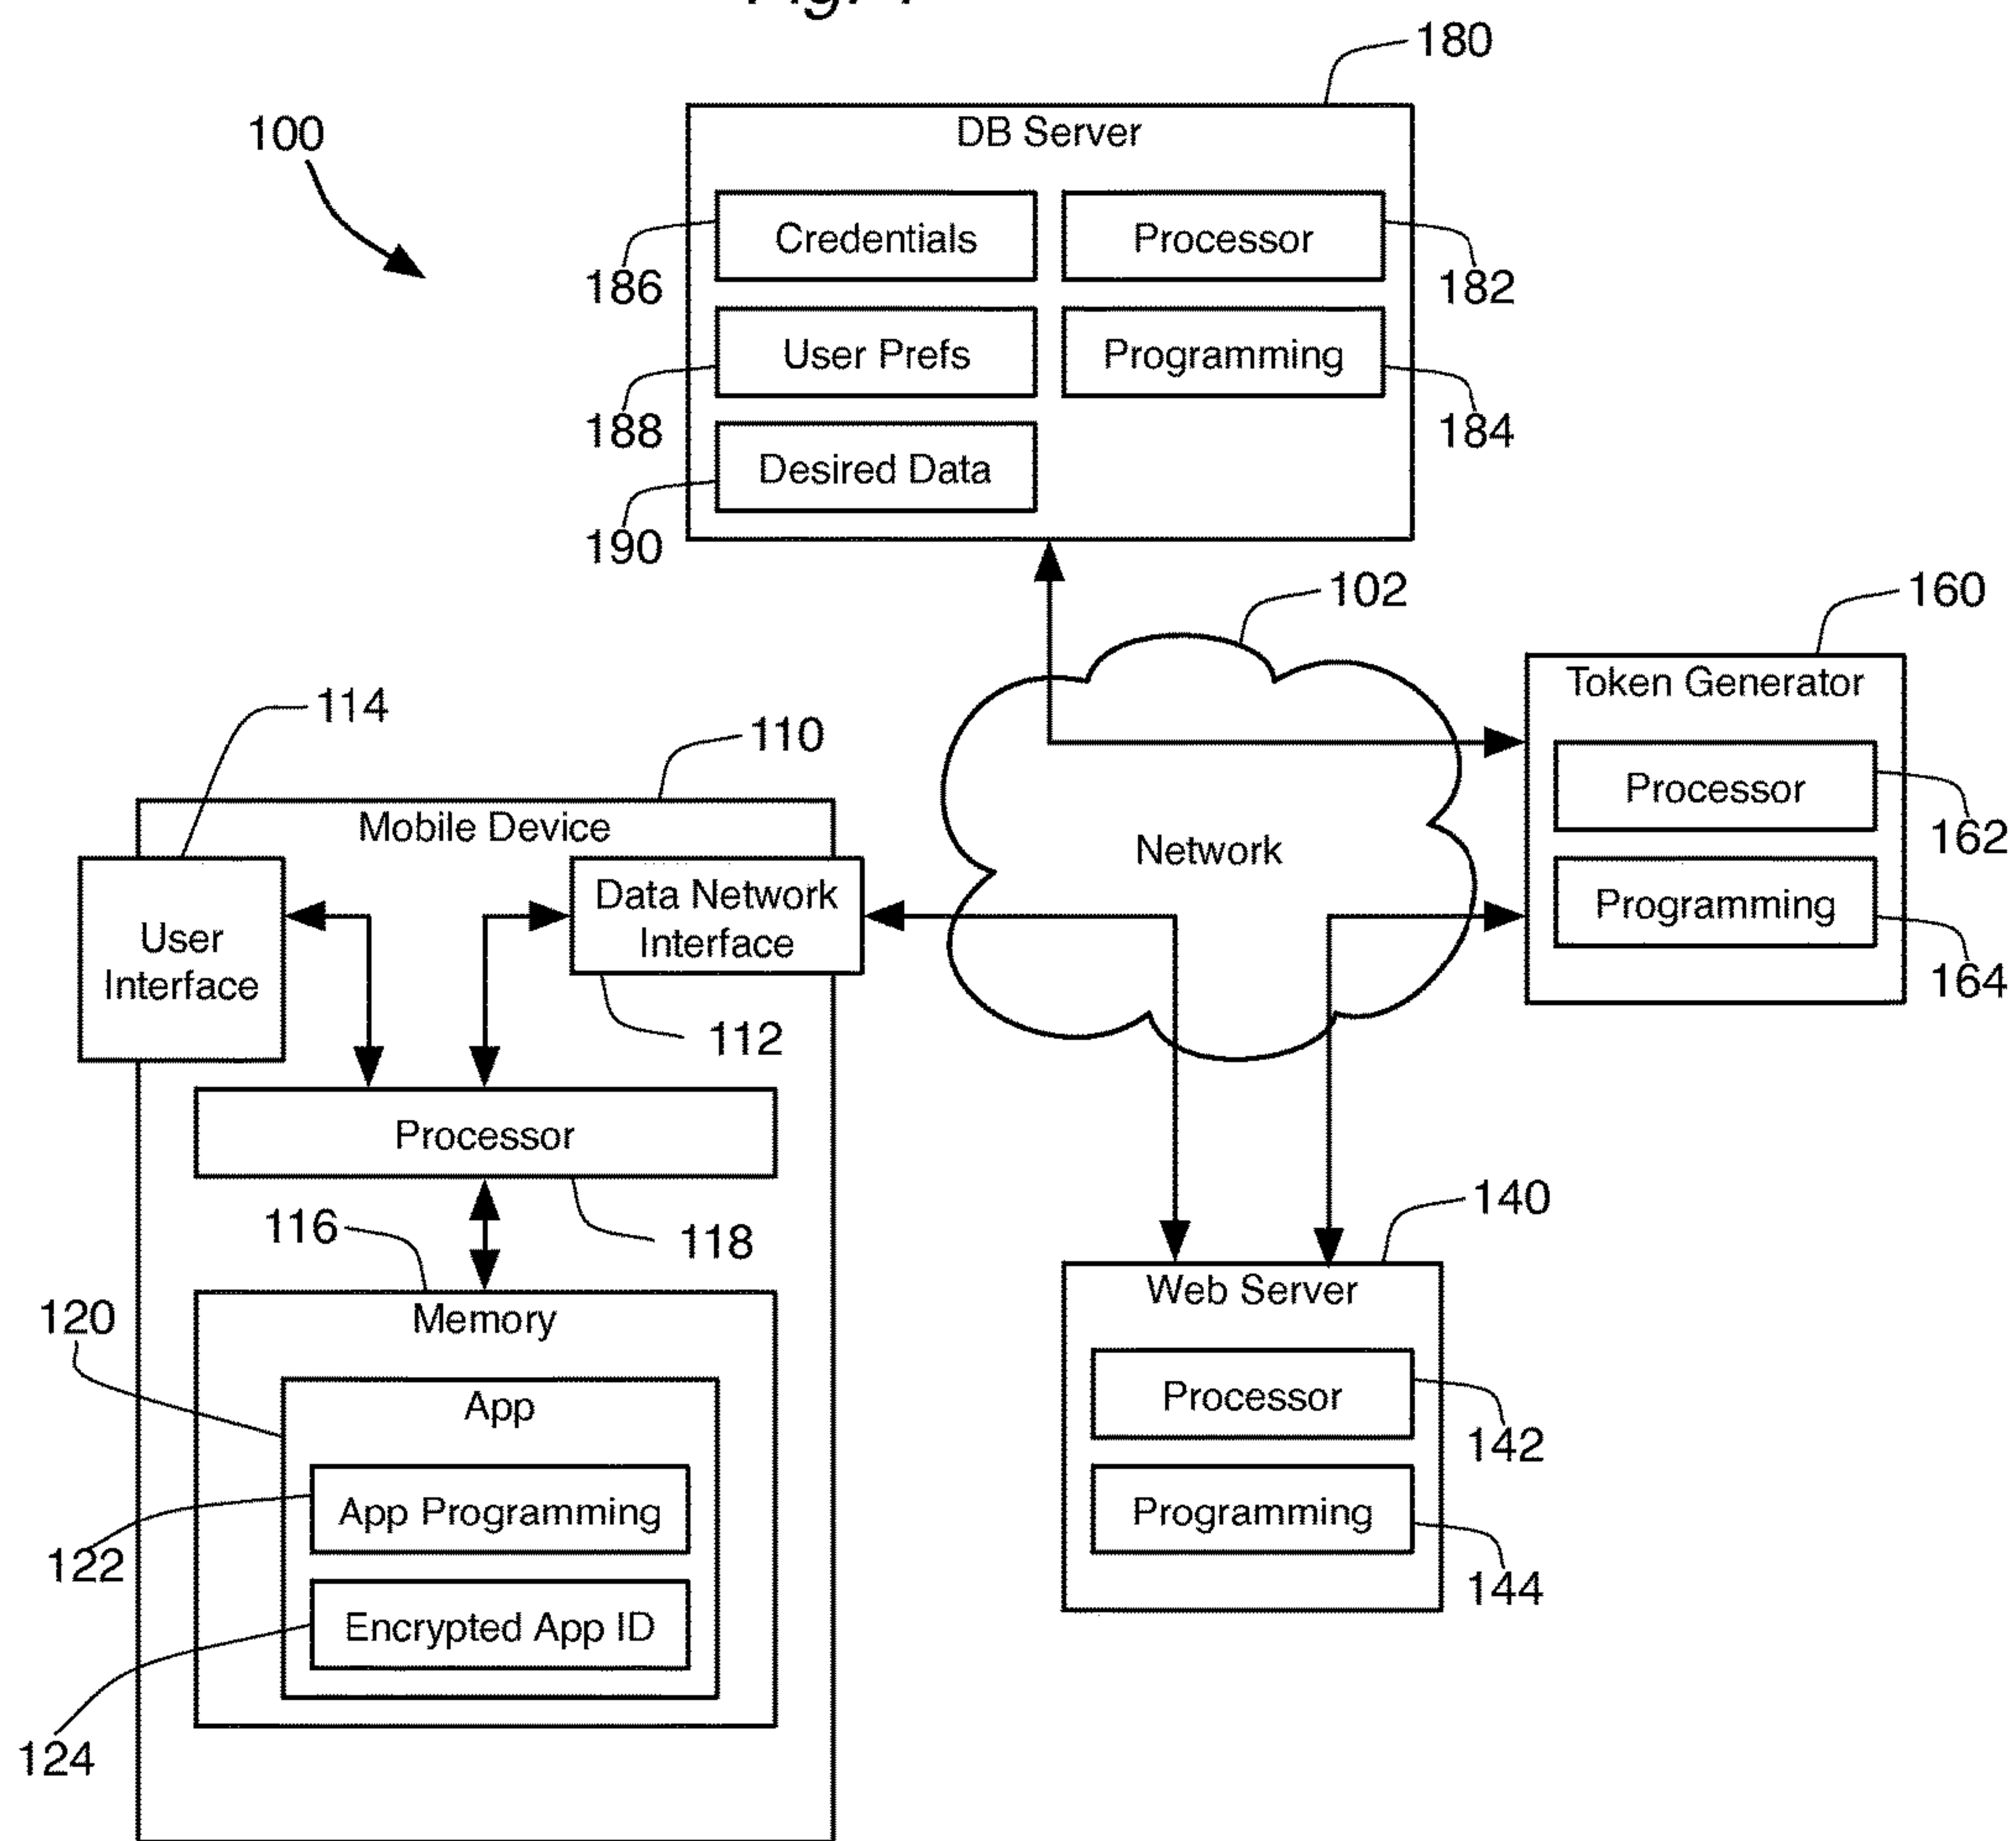 180
100
DB Server
Credentials
Processor
186
182
User Prefs
Programming
188
184
Desired Data
190
102
160
Token Generator
114
110
Processor
Mobile Device
162
Network
Data Network
Interface
Programming
User
Interface
164
112
Processor
140
116
118
Web Server
120
Memory
Processor
App
142
App Programming
Programming
122
144
Encrypted App ID
124